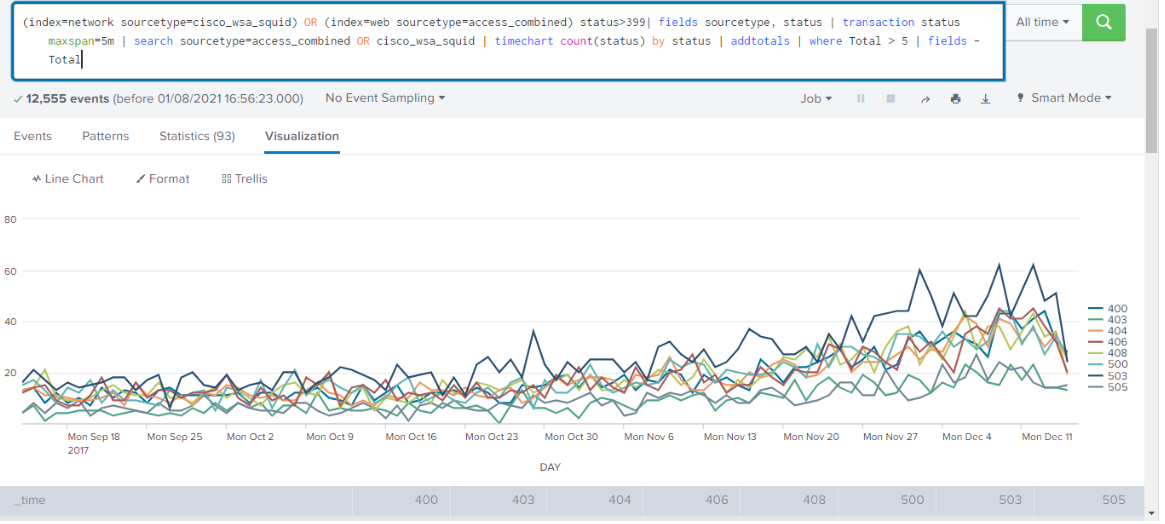 (index=network sourcetype=cisco_wsa_squid) OR (index=web sourcetype=access_combined) status>399| fields sourcetype, status | transaction status
maxspan=5m | search sourcetype=access_combined OR cisco_wsa_squid | timechart count(status) by status | addtotals | where Total > 5 | fields -
Total
All time
12,555 events (before 01/08/2021 16:56:23.000)
No Event Sampling
Job
Smart Mode
Events
Patterns
Statistics (93)
Visualization
Line Chart
Format
Trellis
80
60
40
20
400
403
404
406
408
500
503
505
Mon Sep 18
2017
Mon Sep 25
Mon Oct 2
Mon Oct 9
Mon Oct 16
Mon Oct 23
Mon Oct 30
Mon Nov 6
Mon Nov 13
Mon Nov 20
Mon Nov 27
Mon Dec 4
Mon Dec 11
DAY
_time 400 403 404 406 408 500 503 505